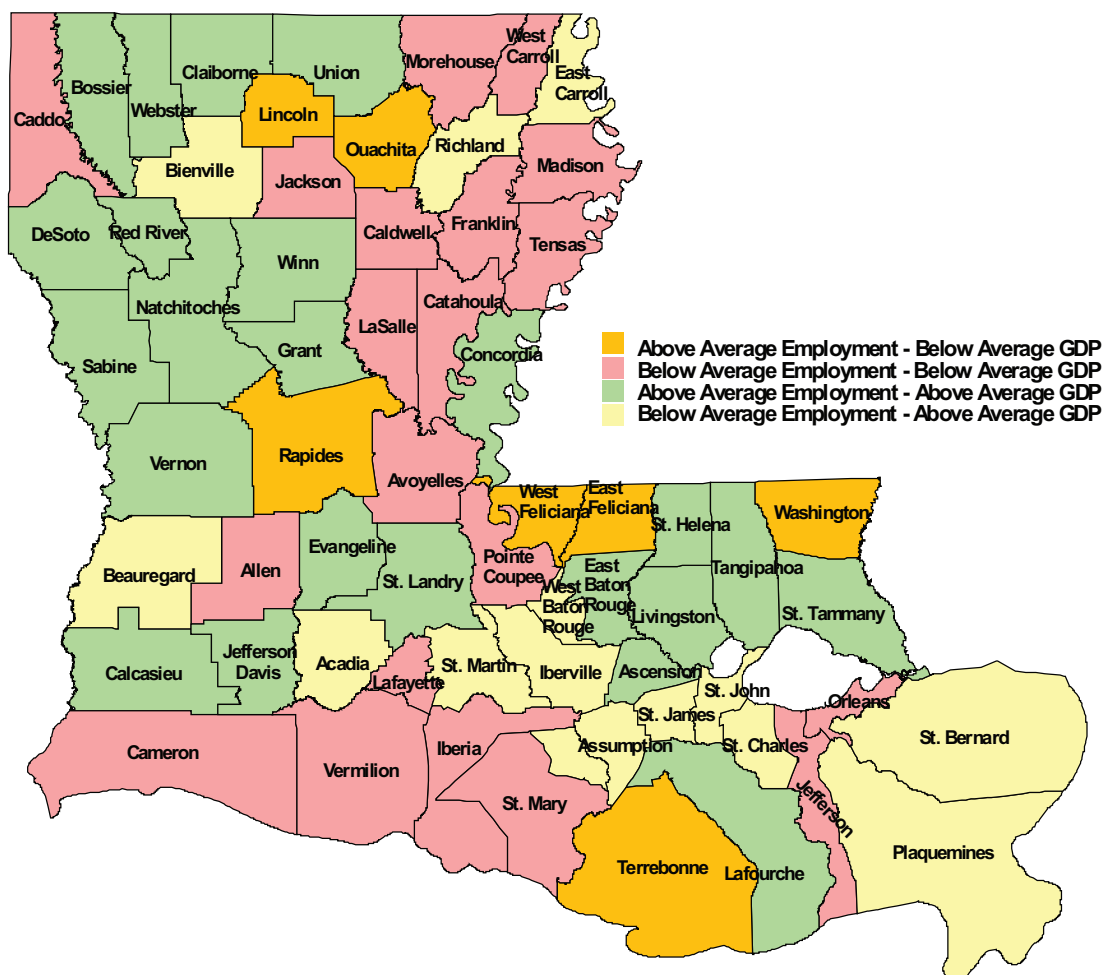 West
Carroll
Morehouse
Claiborne
Union
East
Carroll
Bossier
Webster
Caddo
Lincoln
Ouachita
Richland
Bienville
Jackson
Madison
DeSoto
Red River
Caldwell
Franklin
Tensas
Winn
Natchitoches
Catahoula
LaSalle
Grant
Concordia
Sabine
Above Average Employment - Below Average GDP
Below Average Employment - Below Average GDP
Above Average Employment - Above Average GDP
Below Average Employment - Above Average GDP
Vernon
Rapides
Avoyelles
West
Feliciana
East
Feliciana
St. Helena
Washington
Evangeline
Beauregard
Allen
St. Landry
Pointe
Coupee
East
Baton
Rouge
West
Baton
Rouge
Tangipahoa
Livingston
St. Tammany
Calcasieu
Jefferson
Davis
Acadia
Lafayette
St. Martin
Iberville
Ascension
St. John
Orleans
St. James
St. Bernard
Cameron
Vermilion
Iberia
Assumption
St. Charles
St. Mary
Jefferson
Plaquemines
Terrebonne
Lafourche